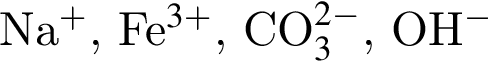 Na⁺, Fe³⁺, CO₃²⁻, OH⁻